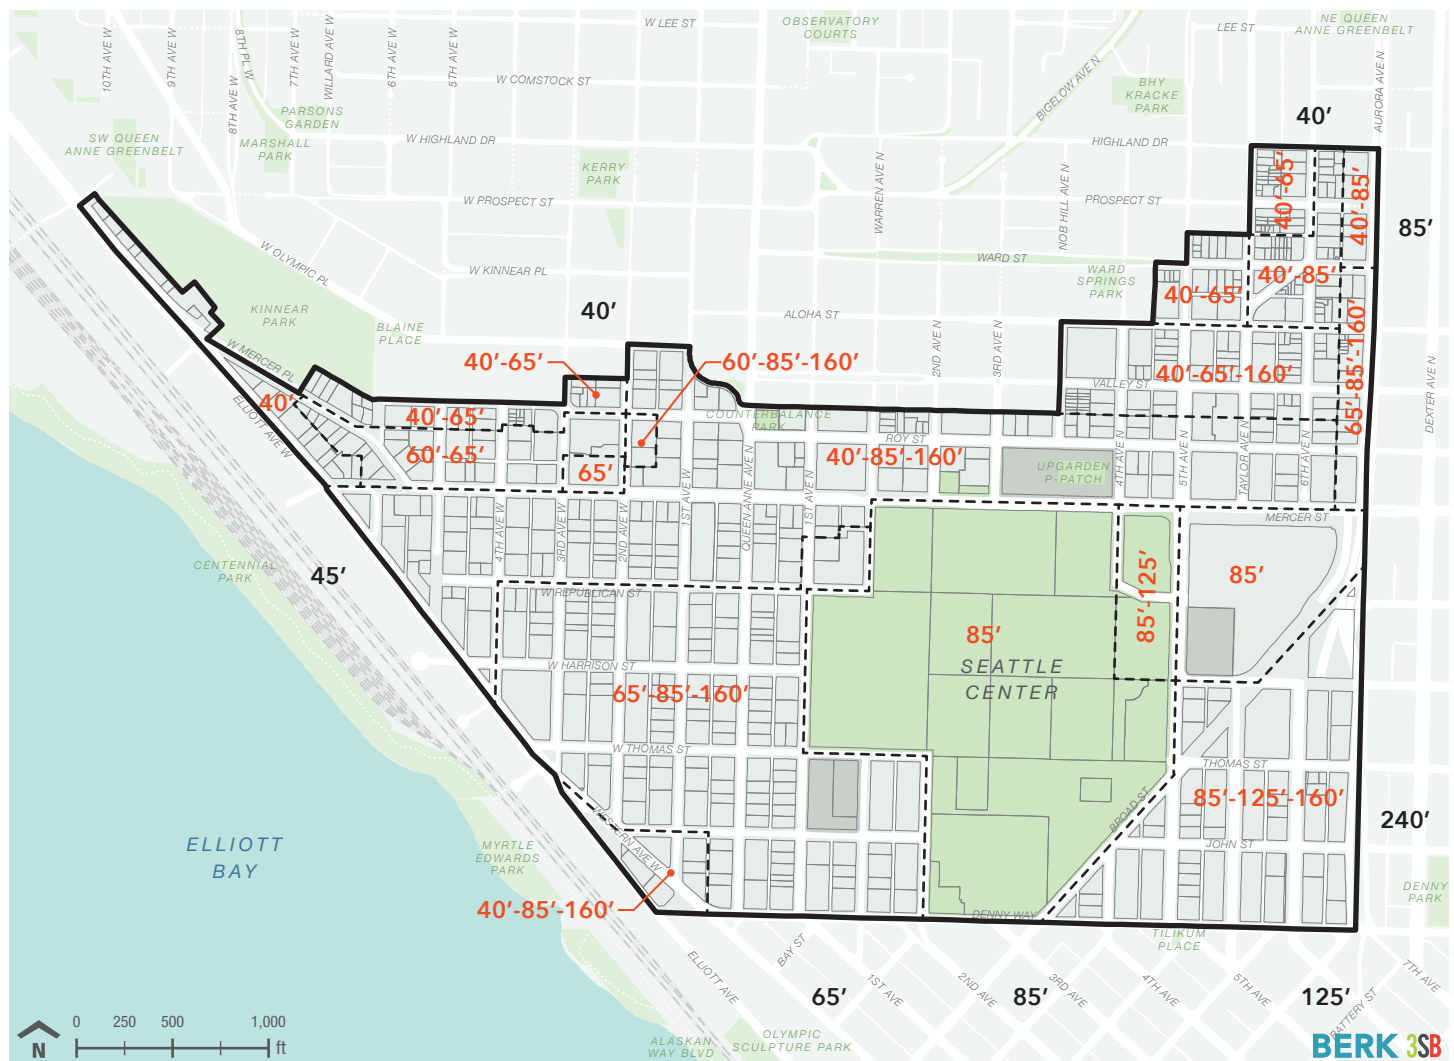 W LEE ST
OBSERVATORY
COURTS
LEE ST
NE QUEEN
ANNE GREENBELT
10TH AVE W
9TH AVE W
8TH PL W
7TH AVE W
WILLARD AVE W
6TH AVE W
5TH AVE W
AURORA AVE N
W COMSTOCK ST
8TH AVE W
BIGELOW AVE N
BHY
KRACKE
PARK
PARSONS
GARDEN
40'
SW QUEEN
ANNE GREENBELT
MARSHALL
PARK
W HIGHLAND DR
HIGHLAND DR
KERRY
PARK
WARREN AVE N
NOB HILL AVE N
40'-65'
40'-85'
W PROSPECT ST
PROSPECT ST
85'
W OLYMPIC PL
W KINNEAR PL
WARD ST
WARD
SPRINGS
PARK
40'-85'
40'-65'
KINNEAR
PARK
BLAINE
PLACE
40'
ALOHA ST
W MERCER PL
40'-65'
60'-85'-160'
2ND AVE N
3RD AVE N
40'-65'-160'
VALLEY ST
65'-85'-160'
DEXTER AVE N
40'
ELLIOTT AVE W
40'-65'
COUNTERBALANCE
PARK
ROY ST
60'-65'
65'
40'-85'-160'
UPGARDEN
P-PATCH
4TH AVE N
5TH AVE N
TAYLOR AVE N
6TH AVE N
1ST AVE W
QUEEN ANNE AVE N
1ST AVE N
4TH AVE W
3RD AVE W
2ND AVE W
MERCER ST
CENTENNIAL
PARK
45'
W REPUBLICAN ST
85'-125'
85'
85'
SEATTLE
CENTER
W HARRISON ST
65'-85'-160'
W THOMAS ST
THOMAS ST
85'-125'-160'
BROAD ST
240'
WESTERN AVE W
JOHN ST
ELLIOTT
BAY
MYRTLE
EDWARDS
PARK
40'-85'-160'
DENNY WAY
DENNY
PARK
TILIKUM
PLACE
BAY ST
ELLIOTT AVE
1ST AVE
2ND AVE
3RD AVE
4TH AVE
5TH AVE
7TH AVE
BATTERY ST
65'
85'
125'
0 250 500 1,000
ft
N
ALASKAN
WAY BLVD
OLYMPIC
SCULPTURE PARK
BERK 3SB